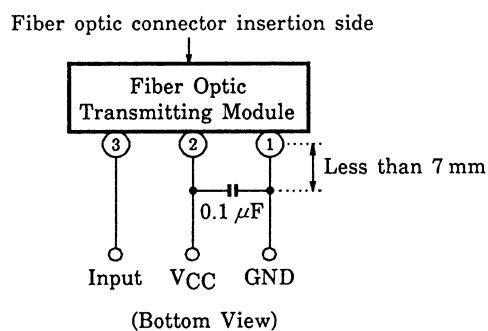 Fiber optic connector insertion side
Fiber Optic
Transmitting Module
3 2 1
Less than 7 mm
0.1 μF
Input VCC GND
(Bottom View)